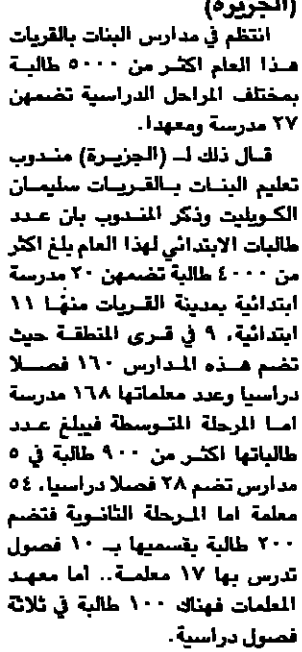 (الجزيرة)
انتظم في مدارس البنات بالقريات
هذا العام اكثر من ٥٠٠٠ طالبة
بمختلف المراحل الدراسية تضمهن
٢٧ مدرسة ومعهدا.
قال ذلك لـ (الجزيرة) مندوب
تعليم البنات بالقريات سليمان
الكويليت وذكر المندوب بان عدد
طالبات الابتدائي لهذا العام بلغ اكثر
من ٤٠٠٠ طالبة تضمهن ٢٠ مدرسة
ابتدائية بمدينة القريات منها ١١
ابتدائية، ٩ في قرى المنطقة حيث
تضم هذه المدارس ١٦٠ فصلا
دراسيا وعدد معلماتها ١٦٨ مدرسة
اما المرحلة المتوسطة فيبلغ عدد
طالباتها اكثر من ٩٠٠ طالبة في ٥
مدارس تضم ٢٨ فصلا دراسيا، ٥٤
معلمة اما المرحلة الثانوية فتضم
٢٠٠ طالبة بقسميها بـ ١٠ فصول
تدرس بها ١٧ معلمة.. أما معهد
المعلمات فهناك ١٠٠ طالبة في ثلاثة
فصول دراسية.